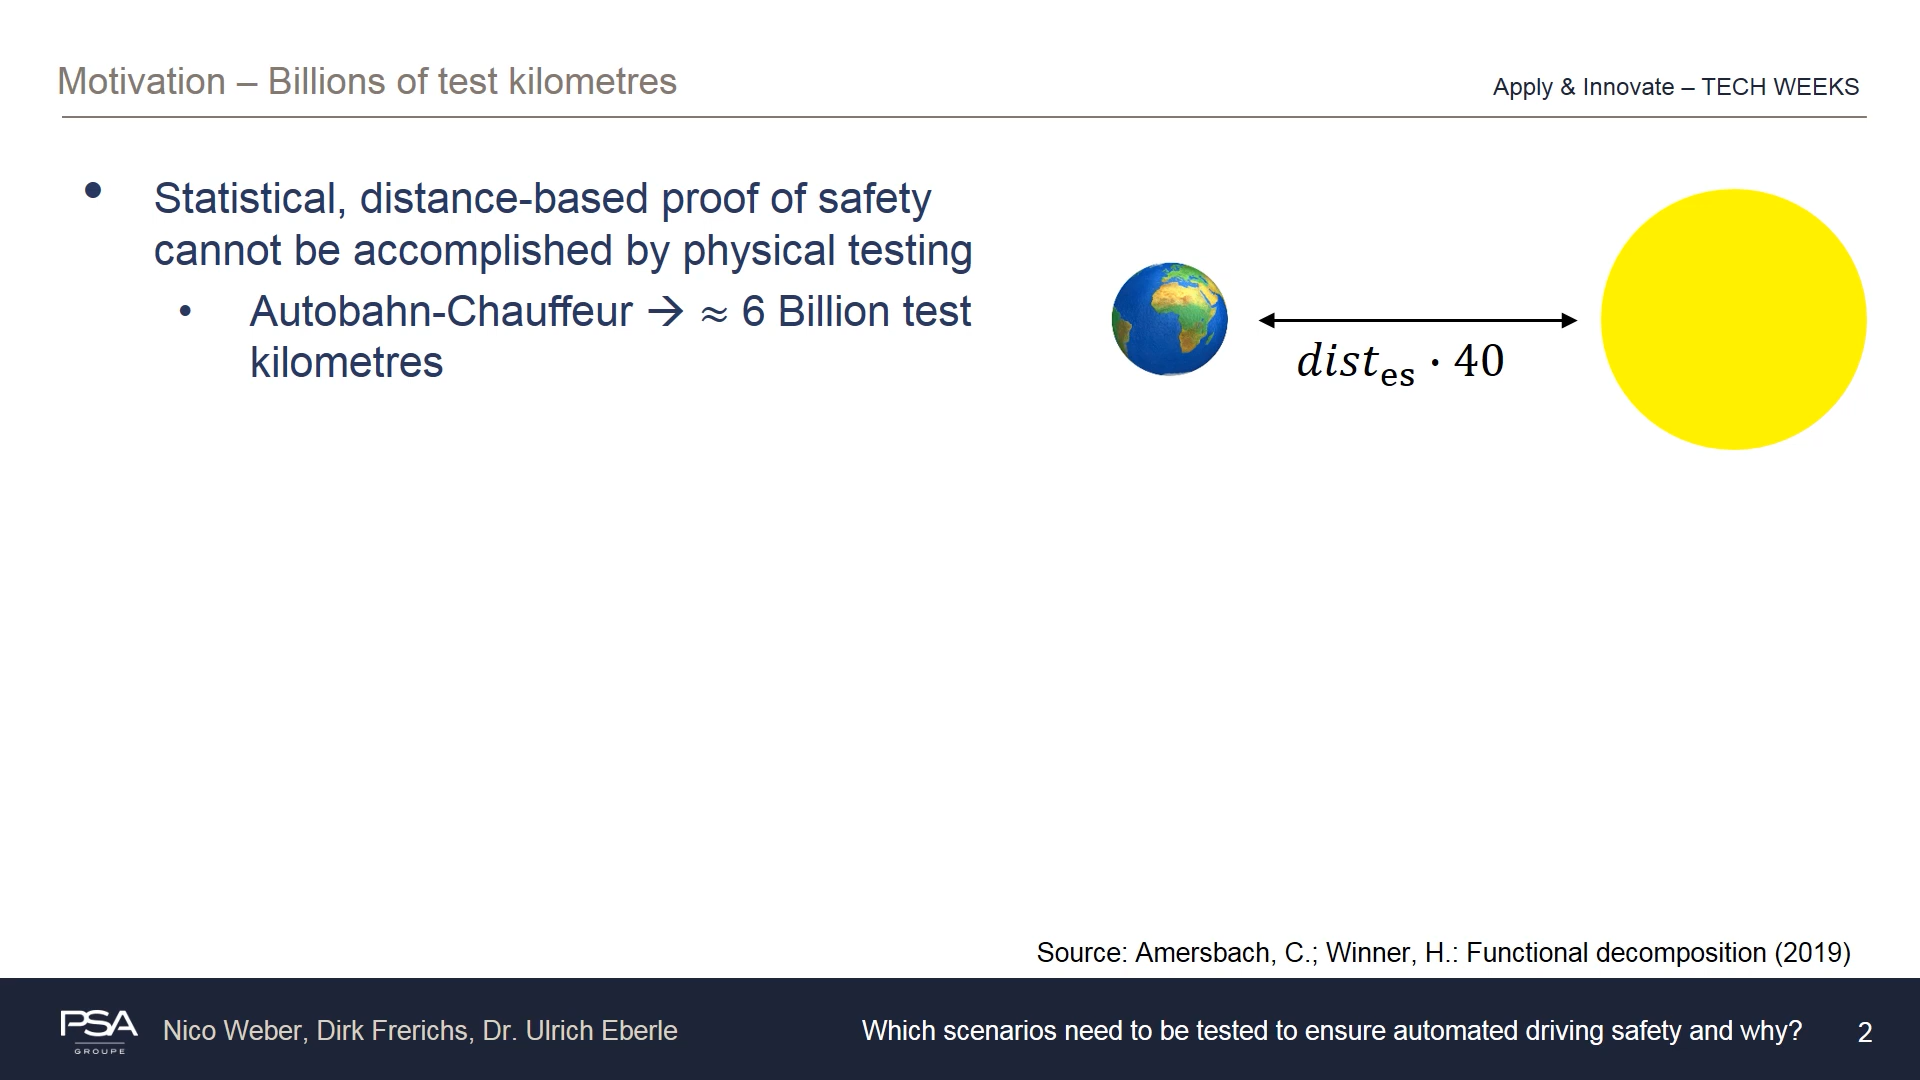 Motivation – Billions of test kilometres
Apply & Innovate – TECH WEEKS
• Statistical, distance-based proof of safety
cannot be accomplished by physical testing
• Autobahn-Chauffeur → ≈ 6 Billion test
kilometres
dist_es · 40
Source: Amersbach, C.; Winner, H.: Functional decomposition (2019)
PSA
GROUPE
Nico Weber, Dirk Frerichs, Dr. Ulrich Eberle
Which scenarios need to be tested to ensure automated driving safety and why?
2